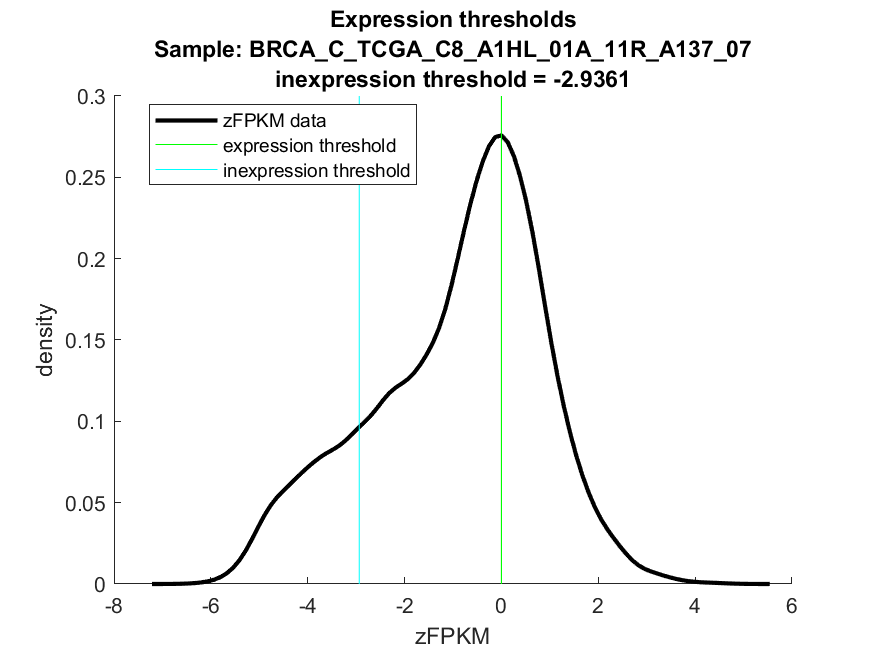 Expression thresholds
Sample: BRCA_C_TCGA_C8_A1HL_01A_11R_A137_07
inexpression threshold = -2.9361
zFPKM data
expression threshold
inexpression threshold
0.3
0.25
0.2
0.15
0.1
0.05
0
density
-8 -6 -4 -2 0 2 4 6
zFPKM